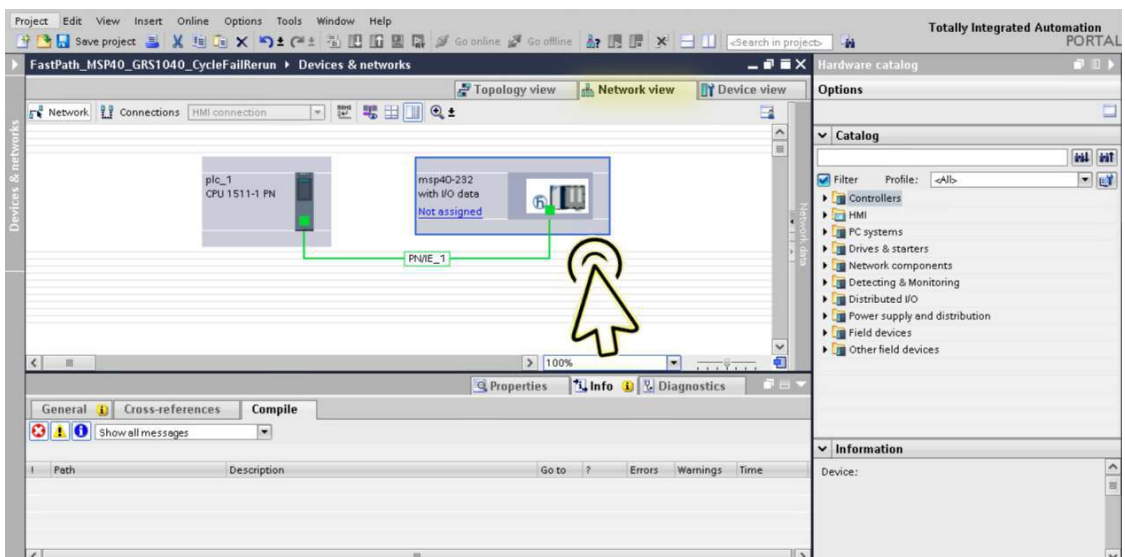 Project Edit View Insert Online Options Tools Window Help
Totally Integrated Automation
PORTAL
Save project Go online Go offline <Search in project>
FastPath_MSP40_GRS1040_CycleFailRerun Devices & networks
Hardware catalog
Topology view Network view Device view
Options
Network Connections HMI connection
Devices & networks
Catalog
Filter Profile: <All>
Controllers
HMI
PC systems
Drives & starters
Network components
Detecting & Monitoring
Distributed I/O
Power supply and distribution
Field devices
Other field devices
plc_1
CPU 1511-1 PN
msp40-232
with I/O data
Not assigned
PN/IE_1
Network data
100%
Properties Info Diagnostics
General Cross-references Compile
Show all messages
! Path Description Go to ? Errors Warnings Time
Information
Device: